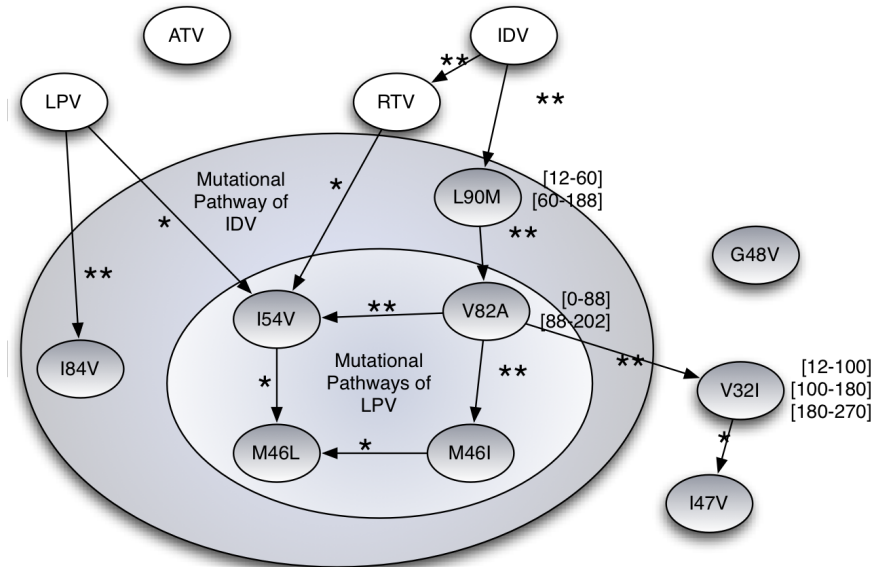 ATV
IDV
**
LPV
RTV
**
Mutational
Pathway of
IDV
*
L90M
[12-60]
[60-188]
*
**
G48V
**
I54V
**
V82A
[0-88]
[88-202]
I84V
Mutational
Pathways of
LPV
*
**
**
V32I
[12-100]
[100-180]
[180-270]
*
M46L
*
M46I
I47V